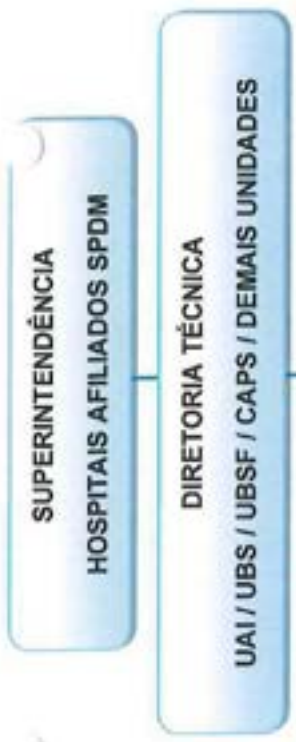 SUPERINTENDÊNCIA
HOSPITAIS AFILIADOS SPDM
DIRETORIA TÉCNICA
UAI / UBS / UBSF / CAPS / DEMAIS UNIDADES